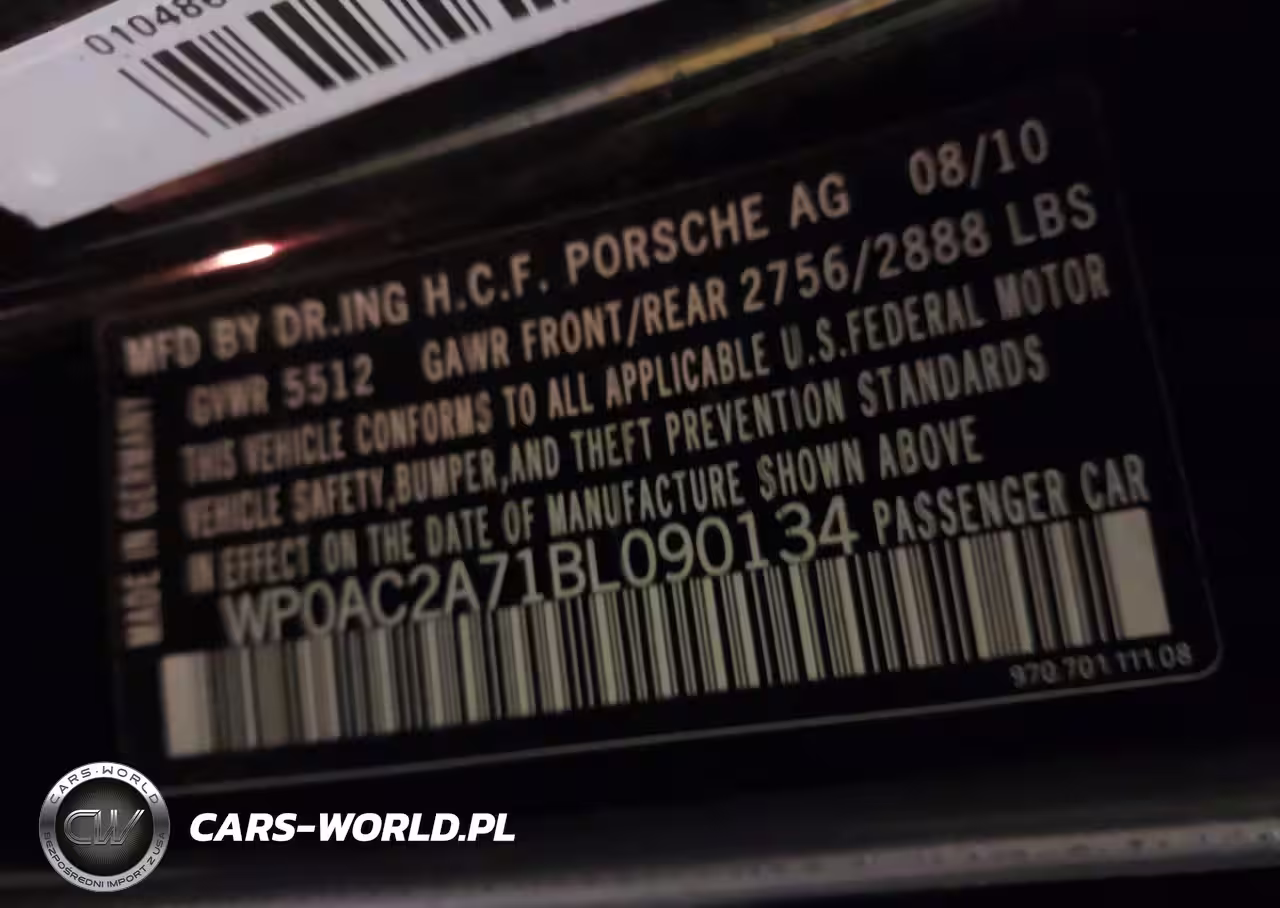 MFD BY DR.ING H.C.F. PORSCHE AG 08/10
GVWR 5512 GAWR FRONT/REAR 2756/2888 LBS
THIS VEHICLE CONFORMS TO ALL APPLICABLE U.S.FEDERAL MOTOR
VEHICLE SAFETY,BUMPER,AND THEFT PREVENTION STANDARDS
IN EFFECT ON THE DATE OF MANUFACTURE SHOWN ABOVE
WP0AC2A71BL090134 PASSENGER CAR
MADE IN GERMANY
970.701.111.08
CARS-WORLD
CW
BEZPOŚREDNI IMPORT Z USA
CARS-WORLD.PL